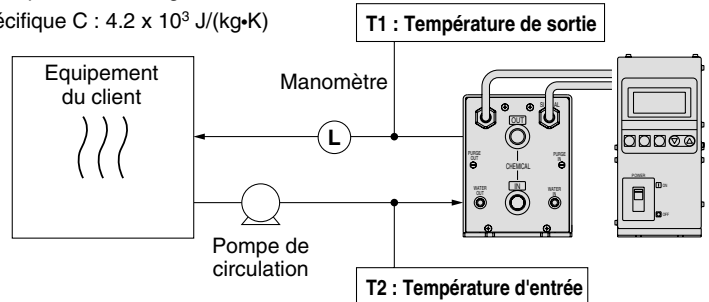 écifique C : 4.2 x 10³ J/(kg•K)
T1 : Température de sortie
Equipement
du client
Manomètre
L
OUT
PURGE
OUT
CHEMICAL
PURGE
IN
WATER
OUT
IN
WATER
IN
POWER
ON
OFF
Pompe de
circulation
T2 : Température d'entrée